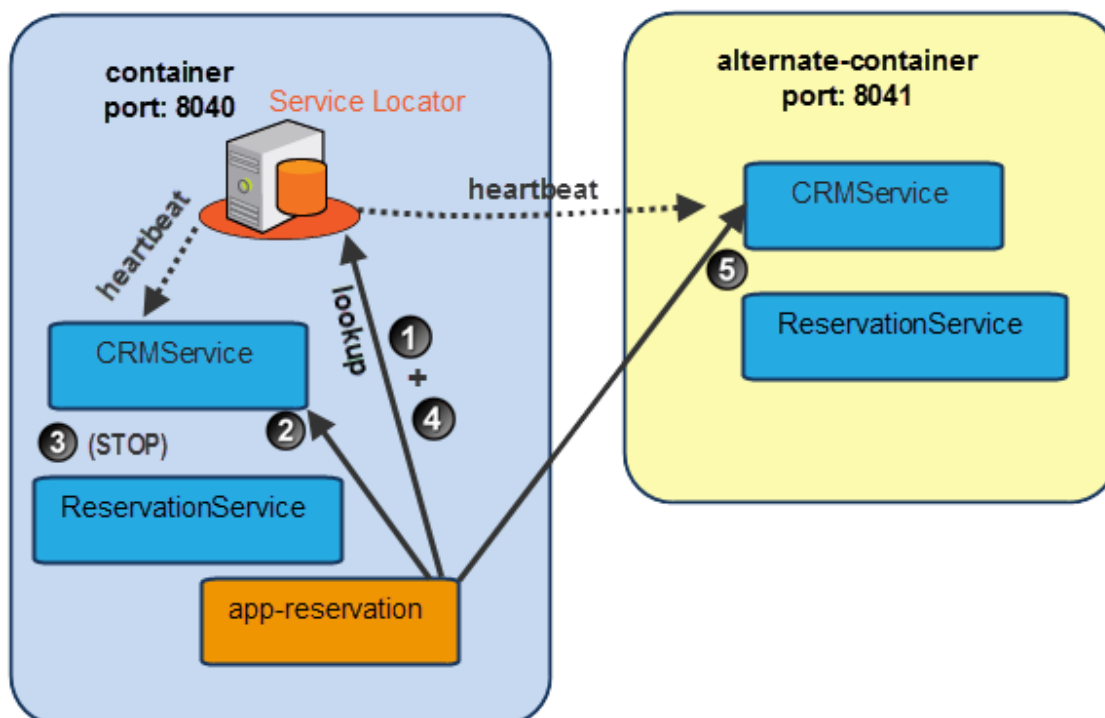 container
port: 8040
Service Locator
heartbeat
heartbeat
lookup
1
+
4
CRMService
2
3 (STOP)
ReservationService
app-reservation
alternate-container
port: 8041
CRMService
5
ReservationService